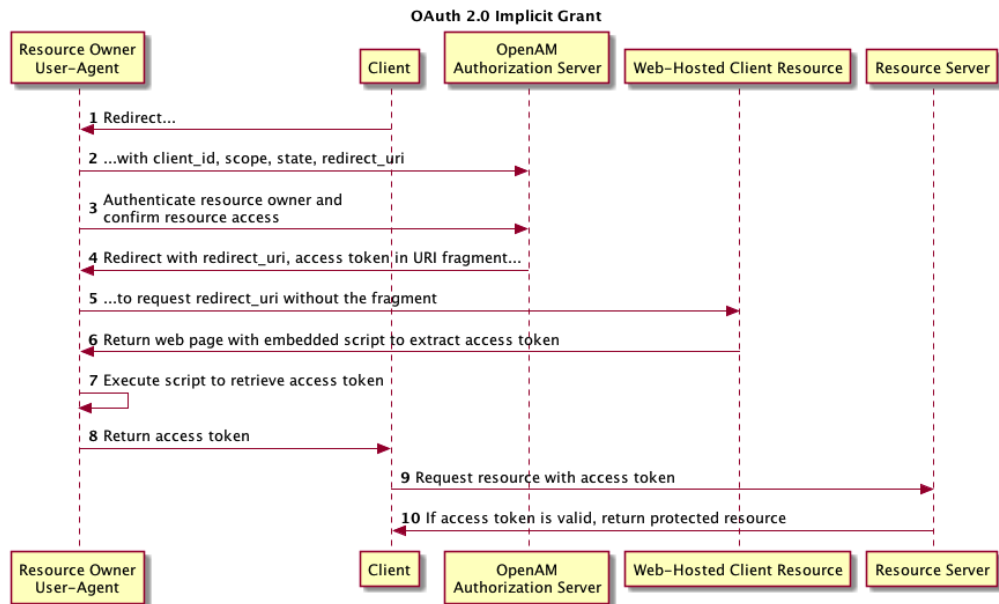 OAuth 2.0 Implicit Grant
Resource Owner
User-Agent
Client
OpenAM
Authorization Server
Web-Hosted Client Resource
Resource Server
1 Redirect...
2 ...with client_id, scope, state, redirect_uri
3 Authenticate resource owner and
confirm resource access
4 Redirect with redirect_uri, access token in URI fragment...
5 ...to request redirect_uri without the fragment
6 Return web page with embedded script to extract access token
7 Execute script to retrieve access token
8 Return access token
9 Request resource with access token
10 If access token is valid, return protected resource
Resource Owner
User-Agent
Client
OpenAM
Authorization Server
Web-Hosted Client Resource
Resource Server